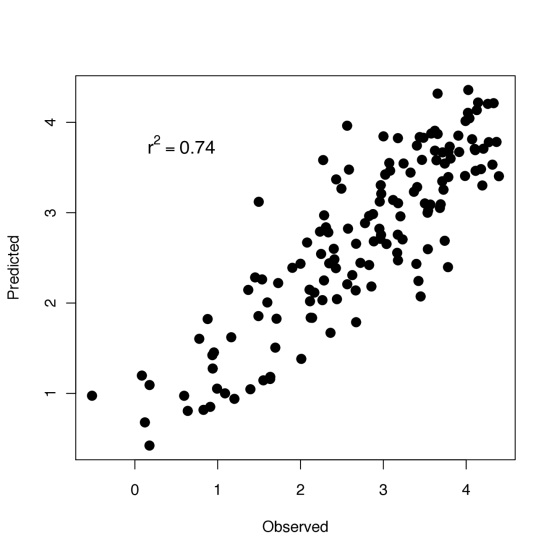 r² = 0.74
4
3
2
1
Predicted
0 1 2 3 4
Observed